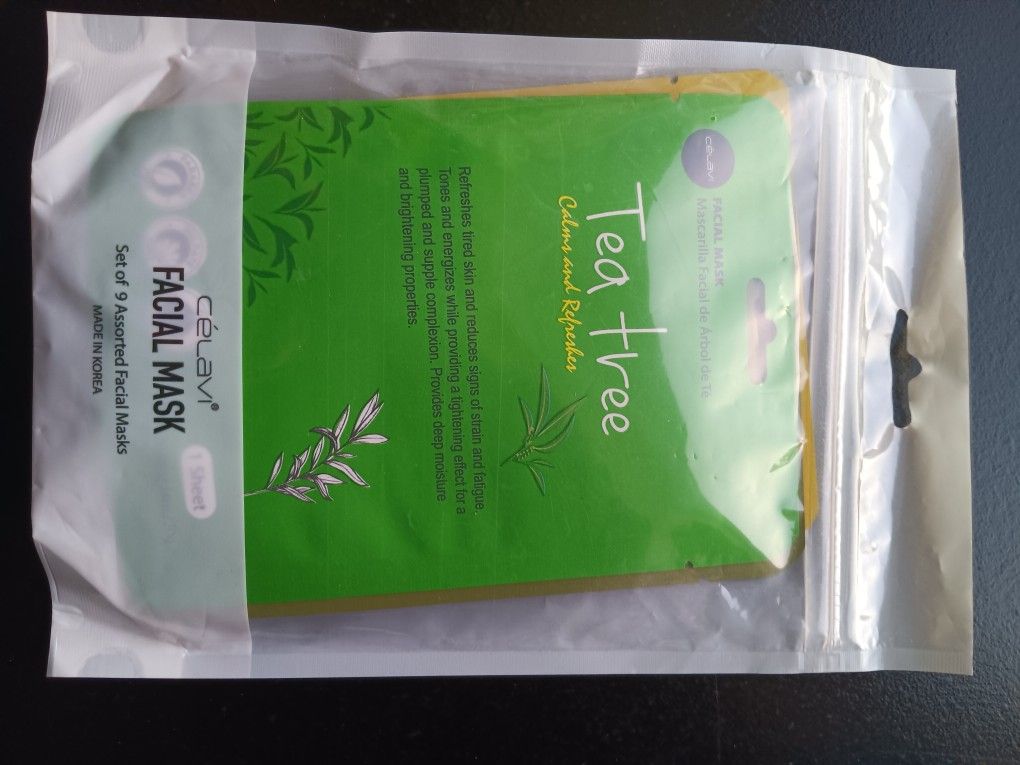 célavi
FACIAL MASK
Mascarilla Facial de Árbol de Té
Tea tree
Calms and Refreshes
Refreshes tired skin and reduces signs of strain and fatigue.
Tones and energizes while providing a tightening effect for a
plumped and supple complexion. Provides deep moisture
and brightening properties.
1 sheet
célavi®
FACIAL MASK
Set of 9 Assorted Facial Masks
MADE IN KOREA